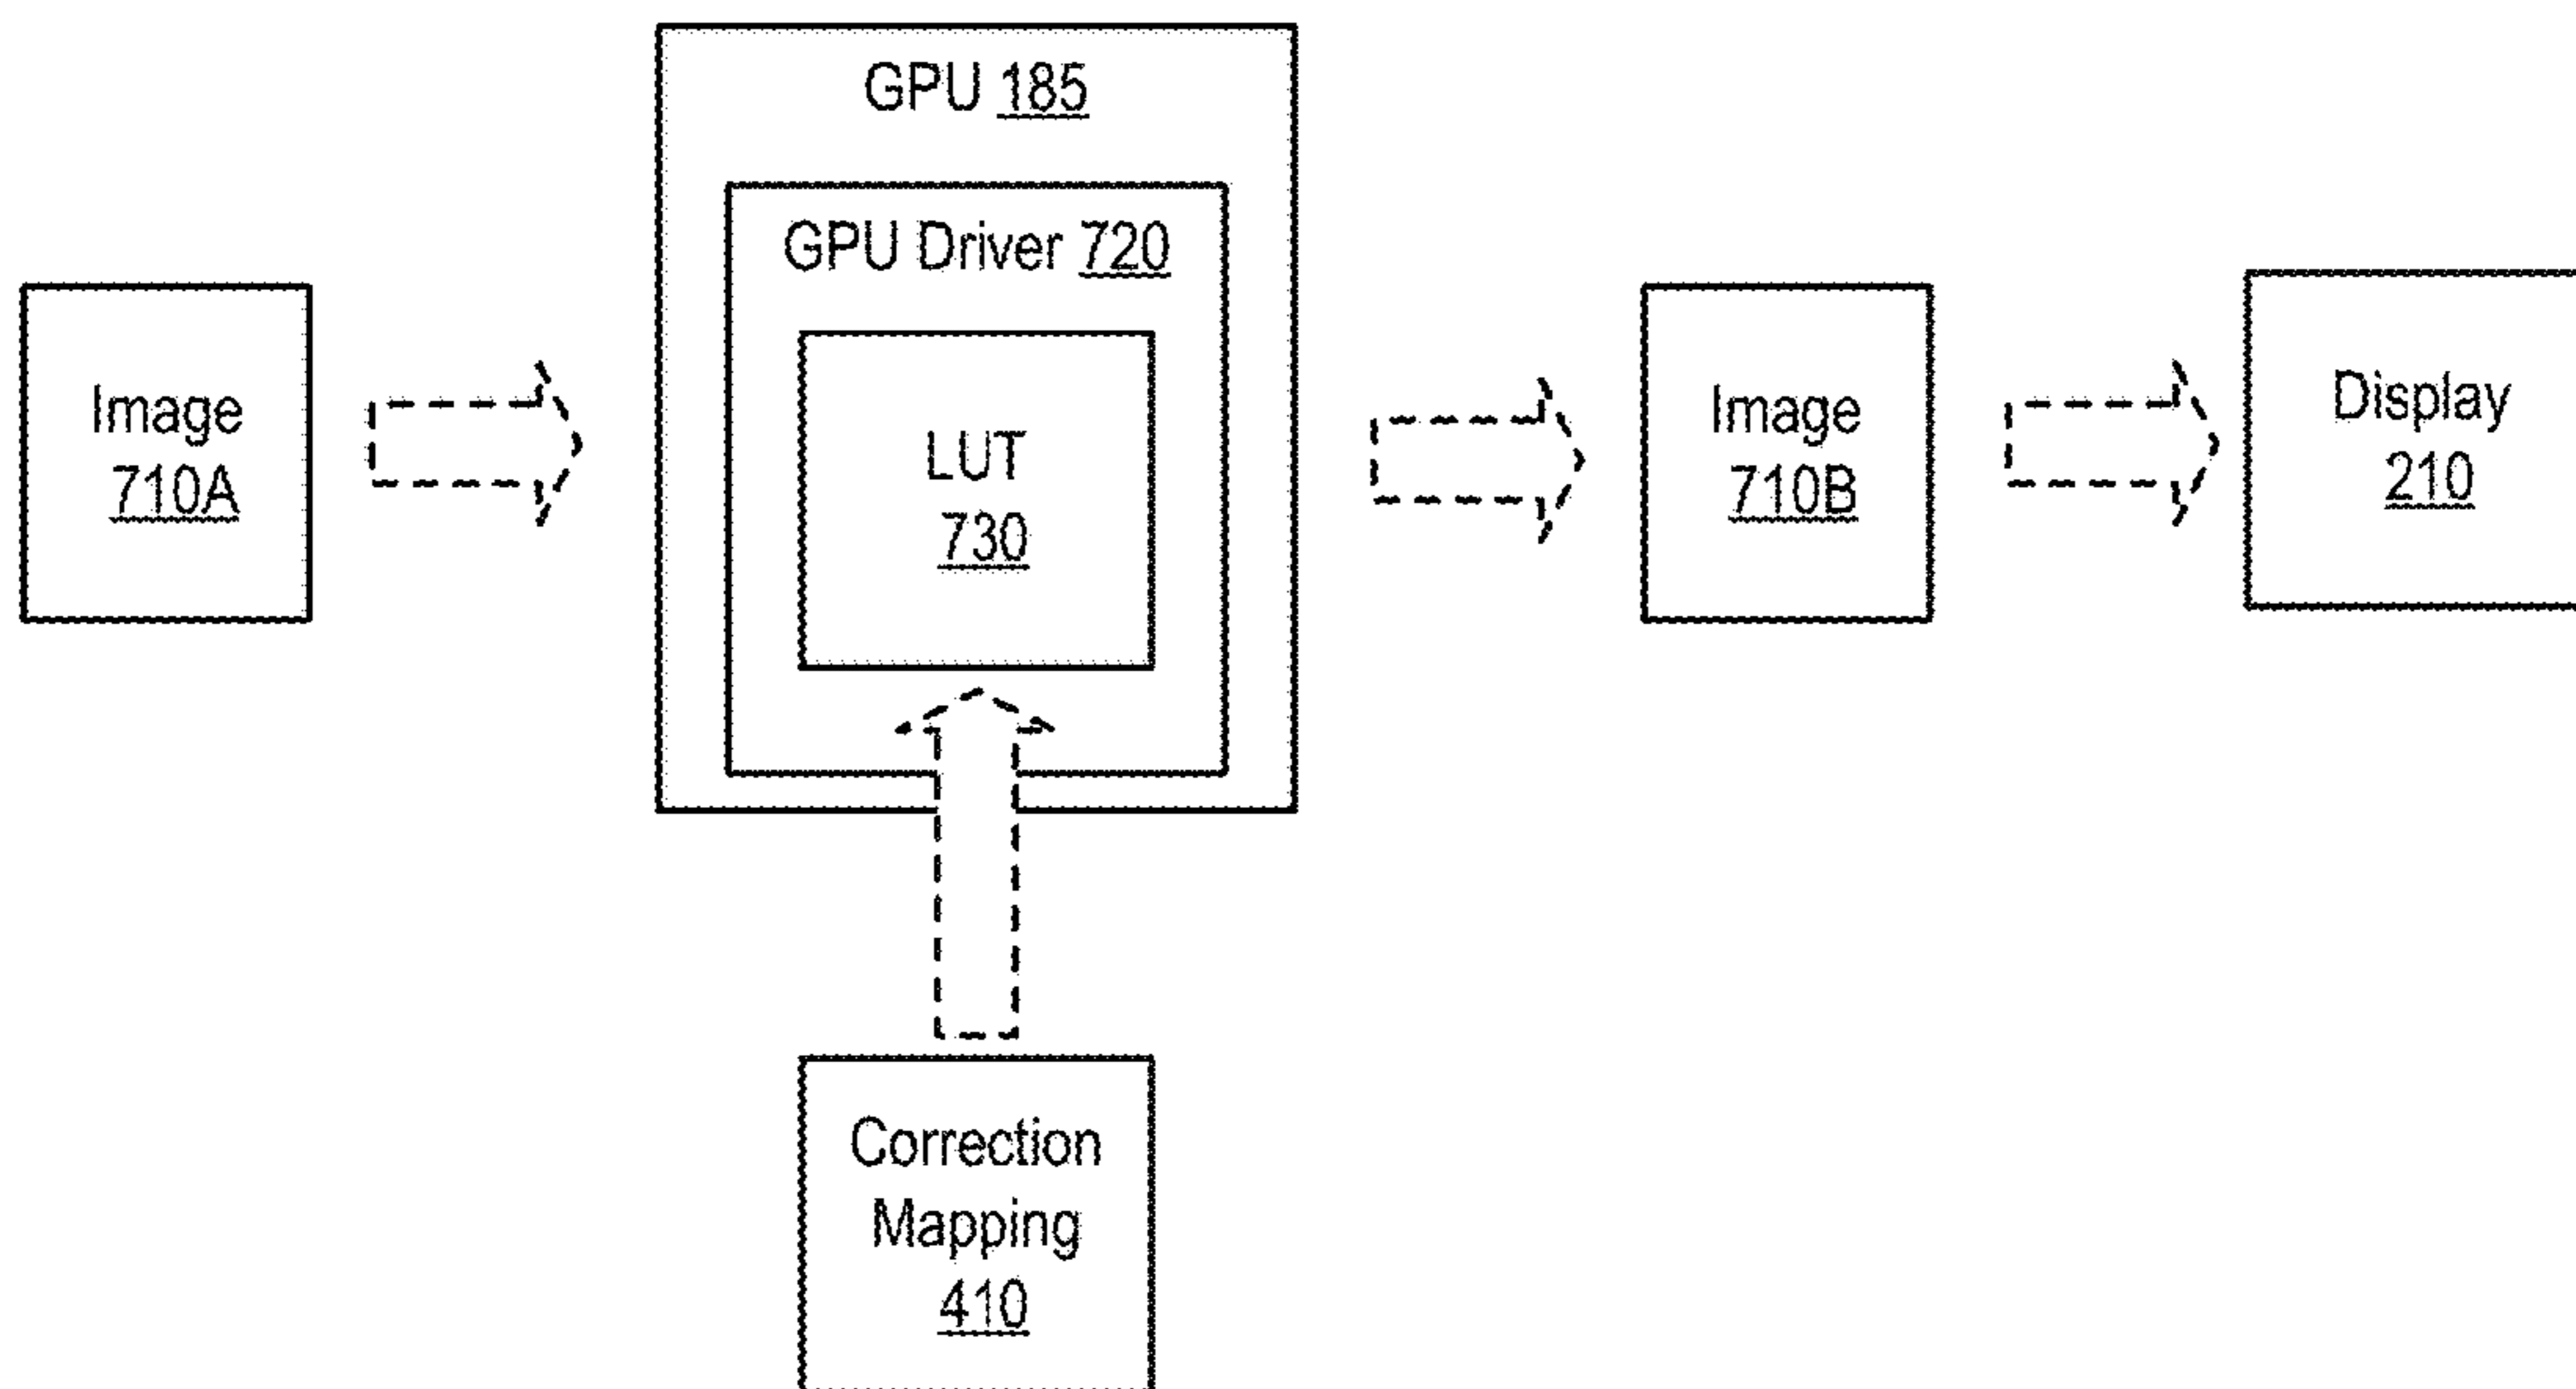 GPU 185
GPU Driver 720
Image
710A
LUT
730
Image
710B
Display
210
Correction
Mapping
410